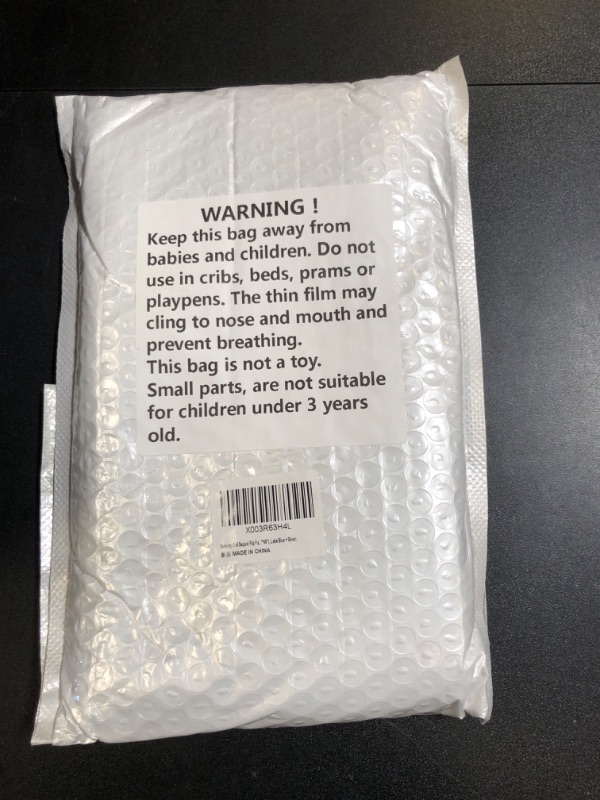 WARNING !
Keep this bag away from
babies and children. Do not
use in cribs, beds, prams or
playpens. The thin film may
cling to nose and mouth and
prevent breathing.
This bag is not a toy.
Small parts, are not suitable
for children under 3 years
old.
X003R63H4L
MADE IN CHINA